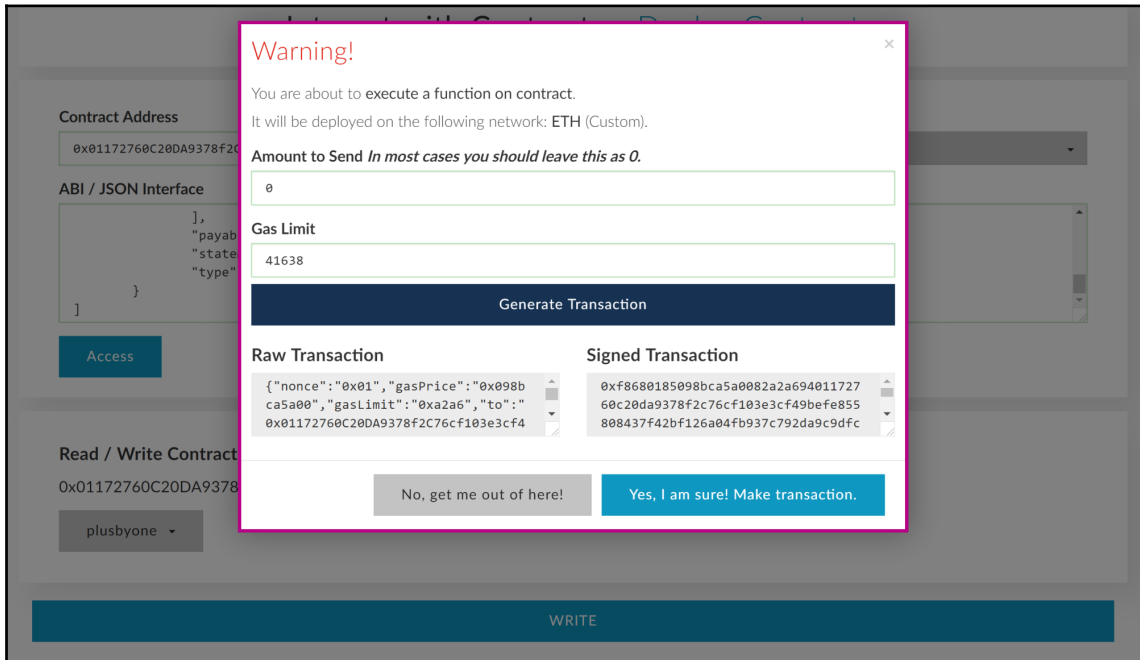 Warning!
×
You are about to execute a function on contract.
It will be deployed on the following network: ETH (Custom).
Amount to Send In most cases you should leave this as 0.
0
Gas Limit
41638
Generate Transaction
Raw Transaction
{"nonce":"0x01","gasPrice":"0x098b
ca5a00","gasLimit":"0xa2a6","to":"
0x01172760C20DA9378f2C76cf103e3cf4
Signed Transaction
0xf8680185098bca5a0082a2a694011727
60c20da9378f2c76cf103e3cf49befe855
808437f42bf126a04fb937c792da9c9dfc
No, get me out of here!
Yes, I am sure! Make transaction.
Contract Address
0x01172760C20DA9378f2C
ABI / JSON Interface
],
"payab
"state
"type"
}
]
Access
Read / Write Contract
0x01172760C20DA9378
plusbyone
WRITE